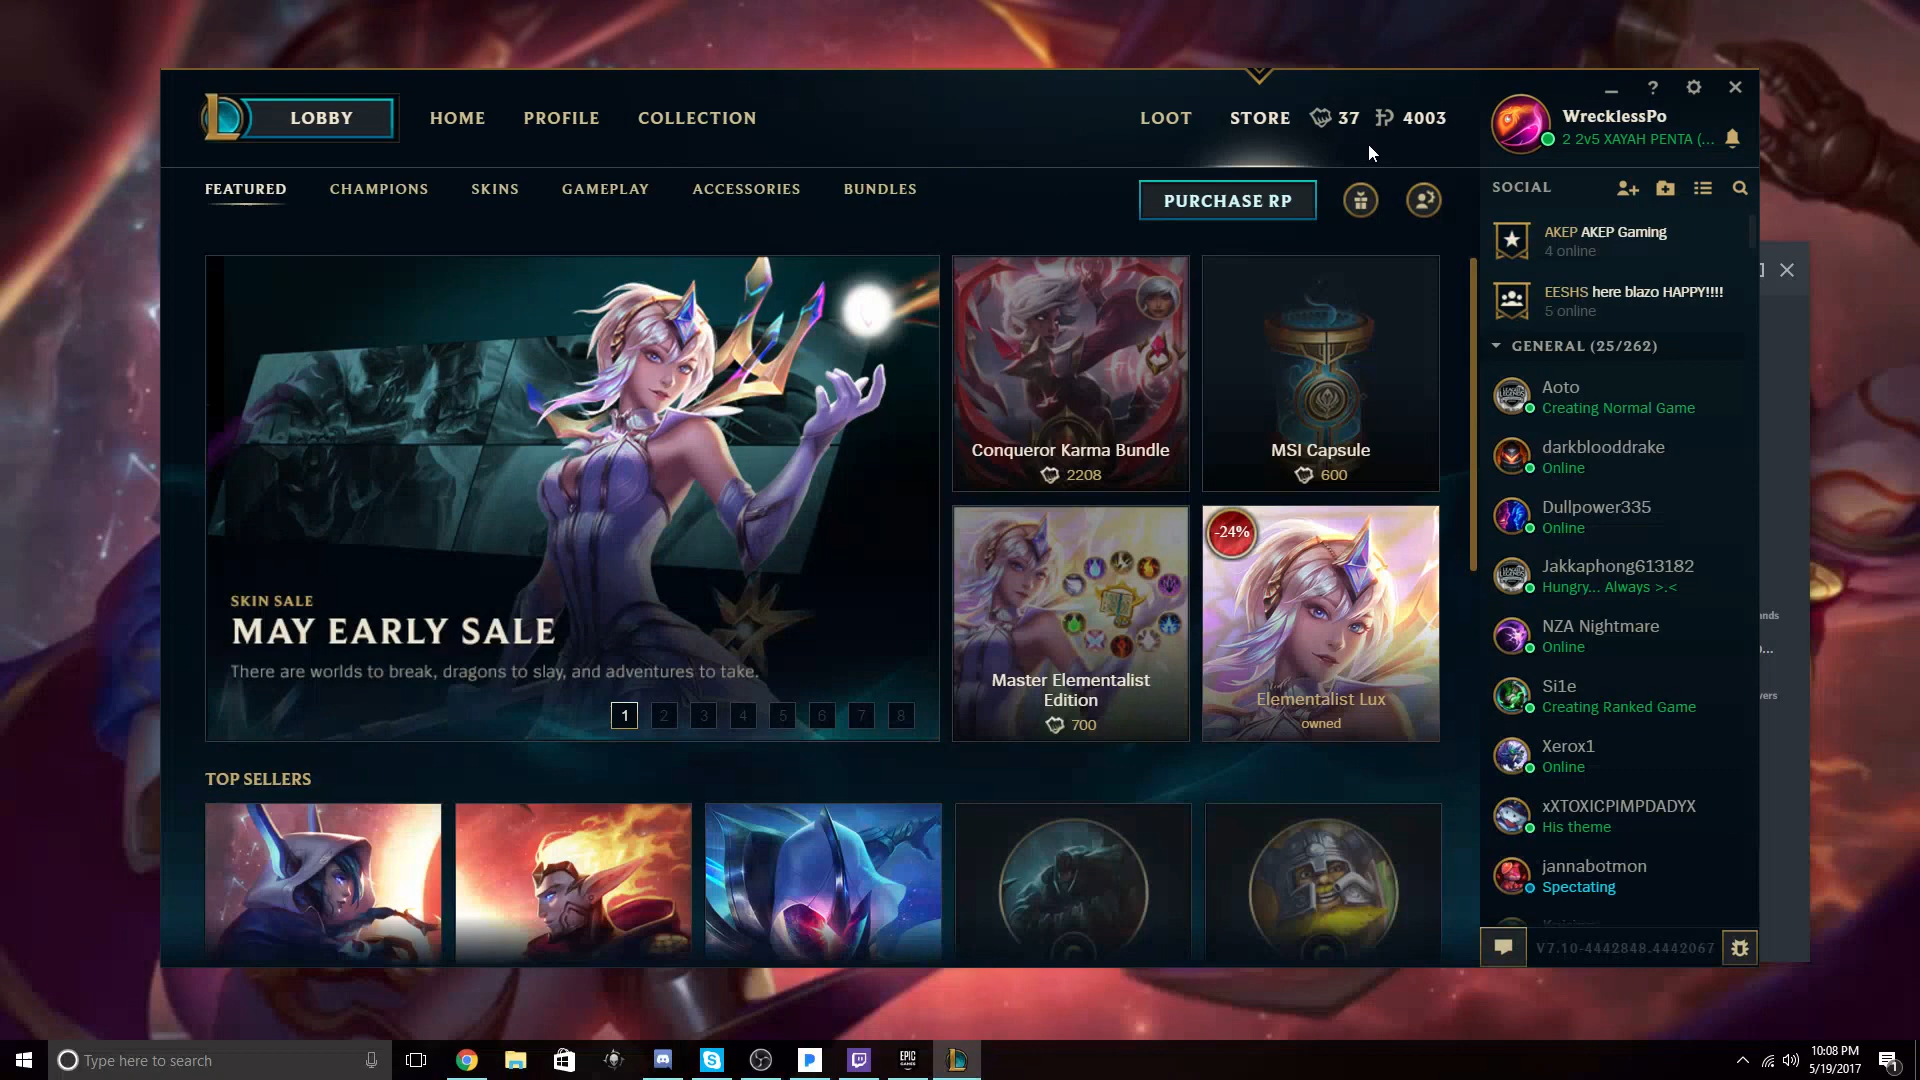 LOBBY
HOME
PROFILE
COLLECTION
LOOT
STORE
37
4003
?
WrecklessPo
2 2v5 XAYAH PENTA (...
FEATURED
CHAMPIONS
SKINS
GAMEPLAY
ACCESSORIES
BUNDLES
PURCHASE RP
SKIN SALE
MAY EARLY SALE
There are worlds to break, dragons to slay, and adventures to take.
1 2 3 4 5 6 7 8
Conqueror Karma Bundle
2208
MSI Capsule
600
Master Elementalist
Edition
700
-24%
Elementalist Lux
owned
TOP SELLERS
SOCIAL
AKEP AKEP Gaming
4 online
EESHS here blazo HAPPY!!!!
5 online
GENERAL (25/262)
Aoto
Creating Normal Game
darkblooddrake
Online
Dullpower335
Online
Jakkaphong613182
Hungry... Always >.<
NZA Nightmare
Online
Si1e
Creating Ranked Game
Xerox1
Online
xXTOXICPIMPDADYX
His theme
jannabotmon
Spectating
V7.10-4442848.4442067
nds
...
vers
Type here to search
EPIC
GAMES
10:08 PM
5/19/2017
1